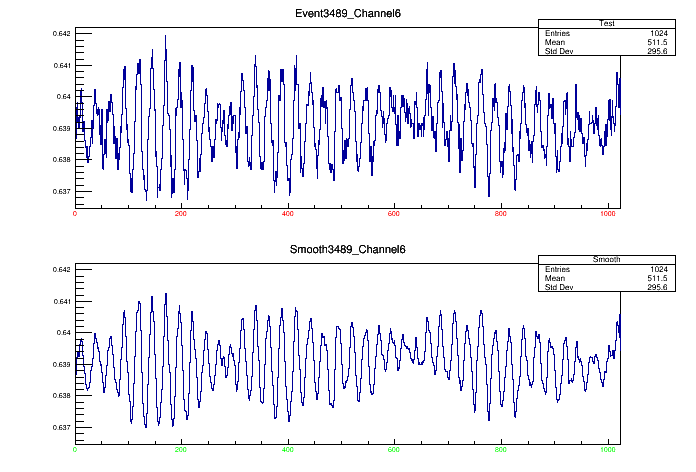 Event3489_Channel6
Test
Entries 1024
Mean 511.5
Std Dev 295.6
0.642
0.641
0.64
0.639
0.638
0.637
0 200 400 600 800 1000
Smooth3489_Channel6
Smooth
Entries 1024
Mean 511.5
Std Dev 295.6
0.642
0.641
0.64
0.639
0.638
0.637
0 200 400 600 800 1000